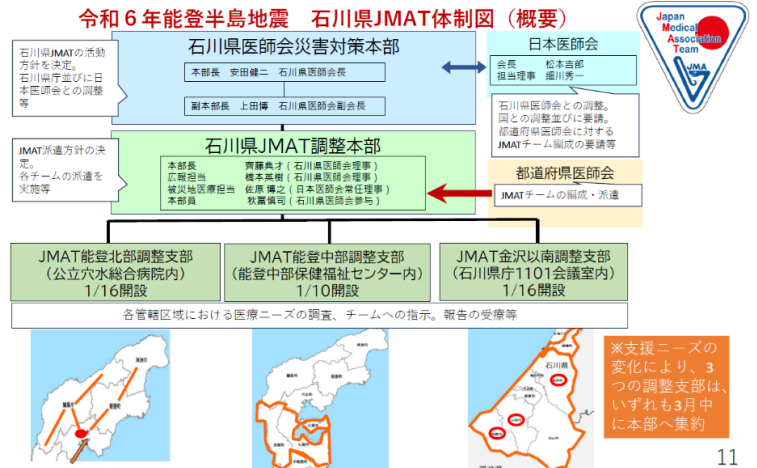 令和６年能登半島地震　石川県JMAT体制図（概要）
Japan
Medical
Association
Team
JMA
石川県JMATの活動
方針を決定。
石川県庁並びに日
本医師会との調整
等
石川県医師会災害対策本部
本部長　安田健二　石川県医師会長
副本部長　上田博　石川県医師会副会長
日本医師会
会長　　　松本吉郎
担当理事　細川秀一
石川県医師会との調整。
国との調整並びに要請。
都道府県医師会に対する
JMATチーム編成の要請等
JMAT派遣方針の決
定。
各チームの派遣を
実施等
石川県JMAT調整本部
本部長　　　　齊藤典才（石川県医師会理事）
広報担当　　　橋本英樹（石川県医師会理事）
被災地医療担当　佐原 博之（日本医師会常任理事）
本部員　　　　秋冨慎司（石川県医師会参与）
都道府県医師会
JMATチームの編成・派遣
JMAT能登北部調整支部
（公立穴水総合病院内）
1/16開設
JMAT能登中部調整支部
（能登中部保健福祉センター内）
1/10開設
JMAT金沢以南調整支部
（石川県庁1101会議室内）
1/16開設
各管轄区域における医療ニーズの調査、チームへの指示。報告の受療等
石川県
※支援ニーズの
変化により、３
つの調整支部は、
いずれも3月中
に本部へ集約
11